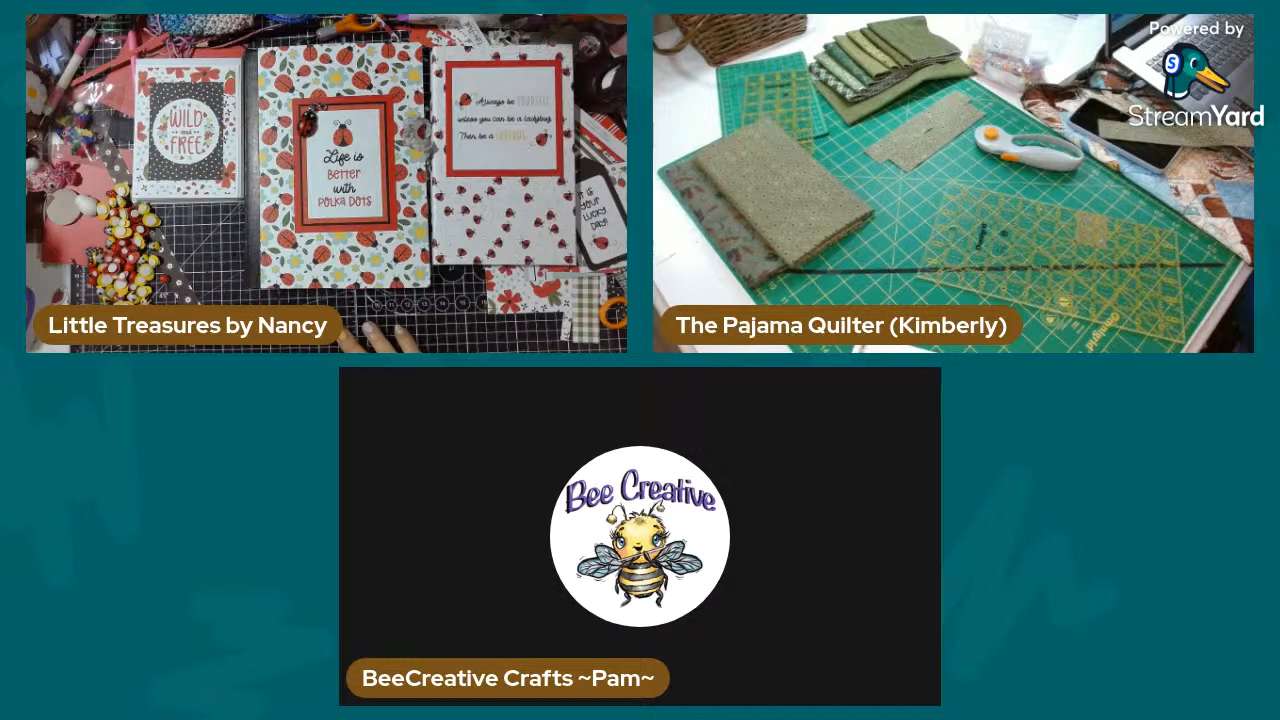 Powered by
StreamYard
WILD
and
FREE
Life is
BETTER
with
POLKA DOTS
Always be YOURSELF
unless you can be a ladybug
Then be a LADYBUG
IT IS
YOUR
LUCKY
DAY!
Little Treasures by Nancy
The Pajama Quilter (Kimberly)
Bee Creative
BeeCreative Crafts ~Pam~